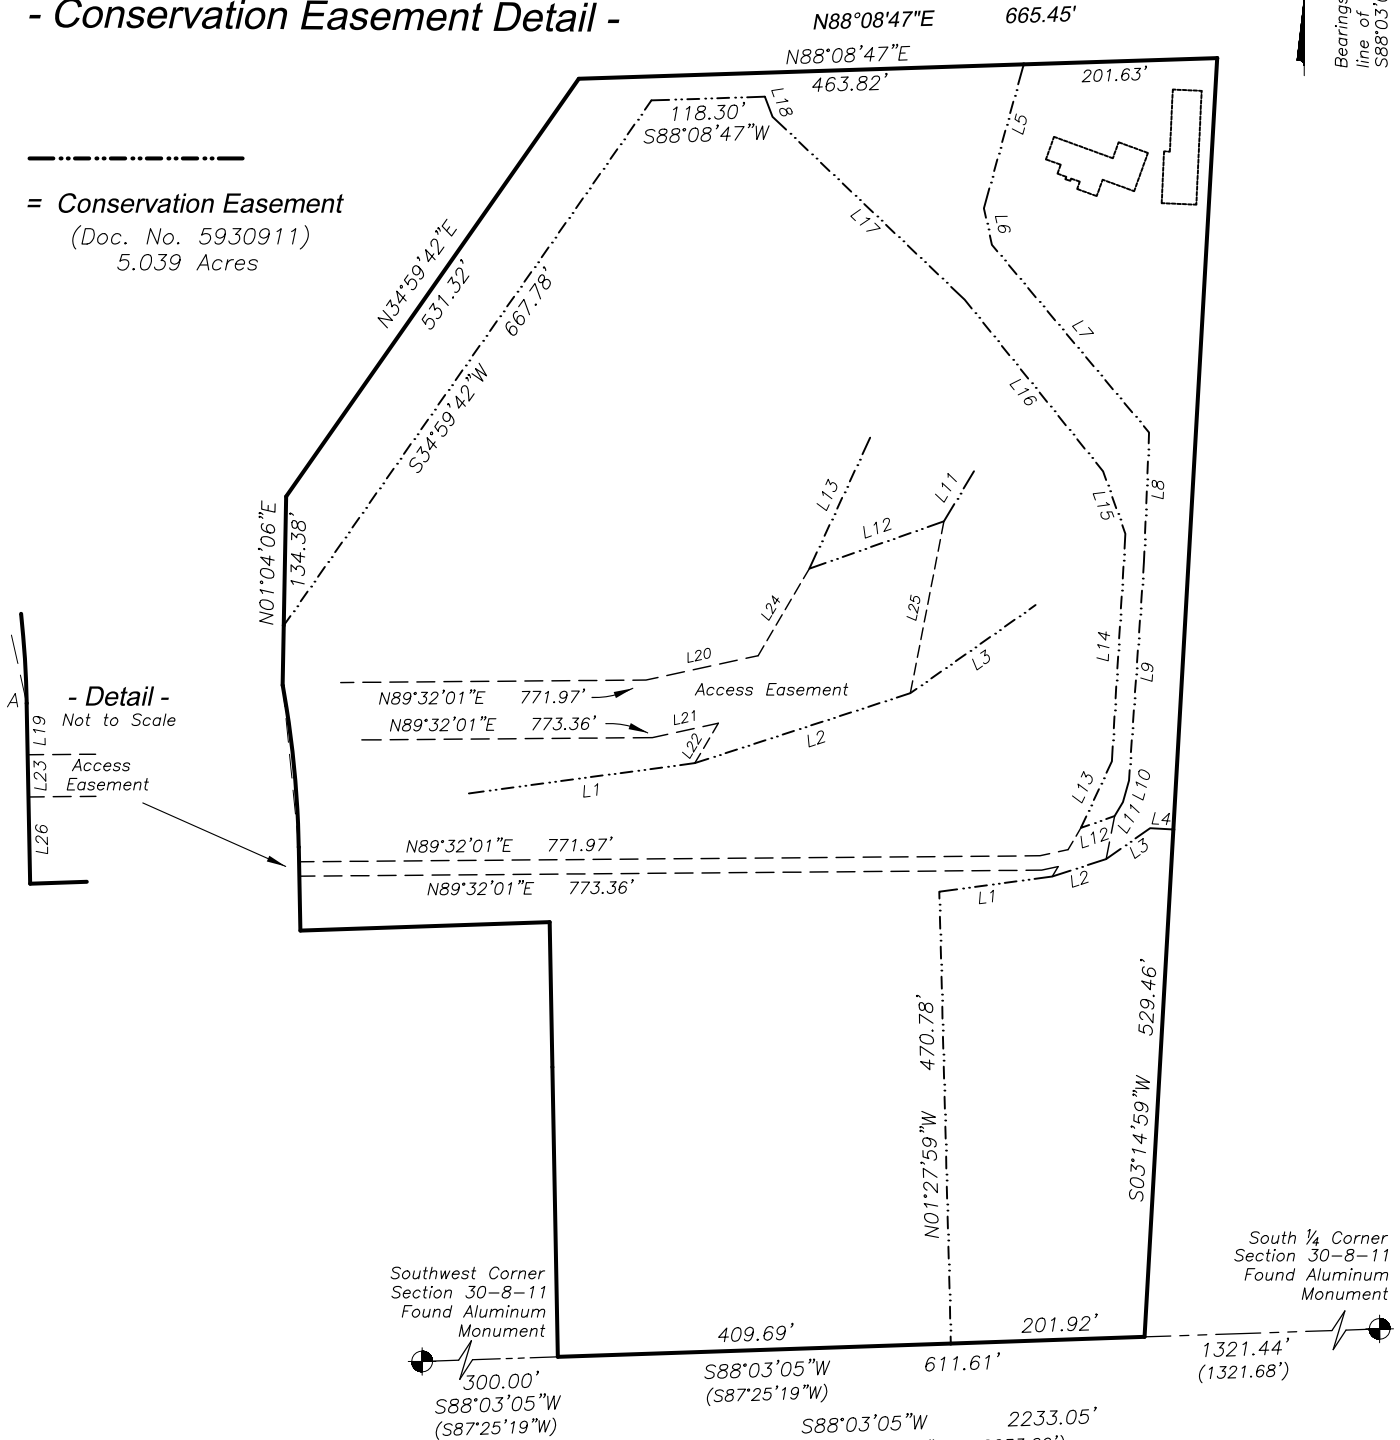 - Conservation Easement Detail -
N88°08'47"E 665.45'
Bearings
line of
N88°08'47"E
463.82'
201.63'
118.30'
S88°08'47"W
L18
L5
= Conservation Easement
(Doc. No. 5930911)
5.039 Acres
L6
L17
N34°59'42"E
531.32'
667.78'
S34°59'42"W
L7
L16
L8
L15
L13
L11
L12
N01°04'06"E
134.38'
L24
L25
L14
L20
L3
L9
- Detail -
Not to Scale
A
L19
N89°32'01"E 771.97'
Access Easement
N89°32'01"E 773.36'
L21
L22
L2
L23
Access
Easement
L1
L13
L10
L26
L11
L4
L12
L3
N89°32'01"E 771.97'
N89°32'01"E 773.36'
L2
L1
470.78'
N01°27'59"W
529.46'
S03°14'59"W
South ¼ Corner
Section 30-8-11
Found Aluminum
Monument
Southwest Corner
Section 30-8-11
Found Aluminum
Monument
409.69'
201.92'
1321.44'
(1321.68')
300.00'
S88°03'05"W
(S87°25'19"W)
S88°03'05"W
(S87°25'19"W)
611.61'
S88°03'05"W 2233.05'